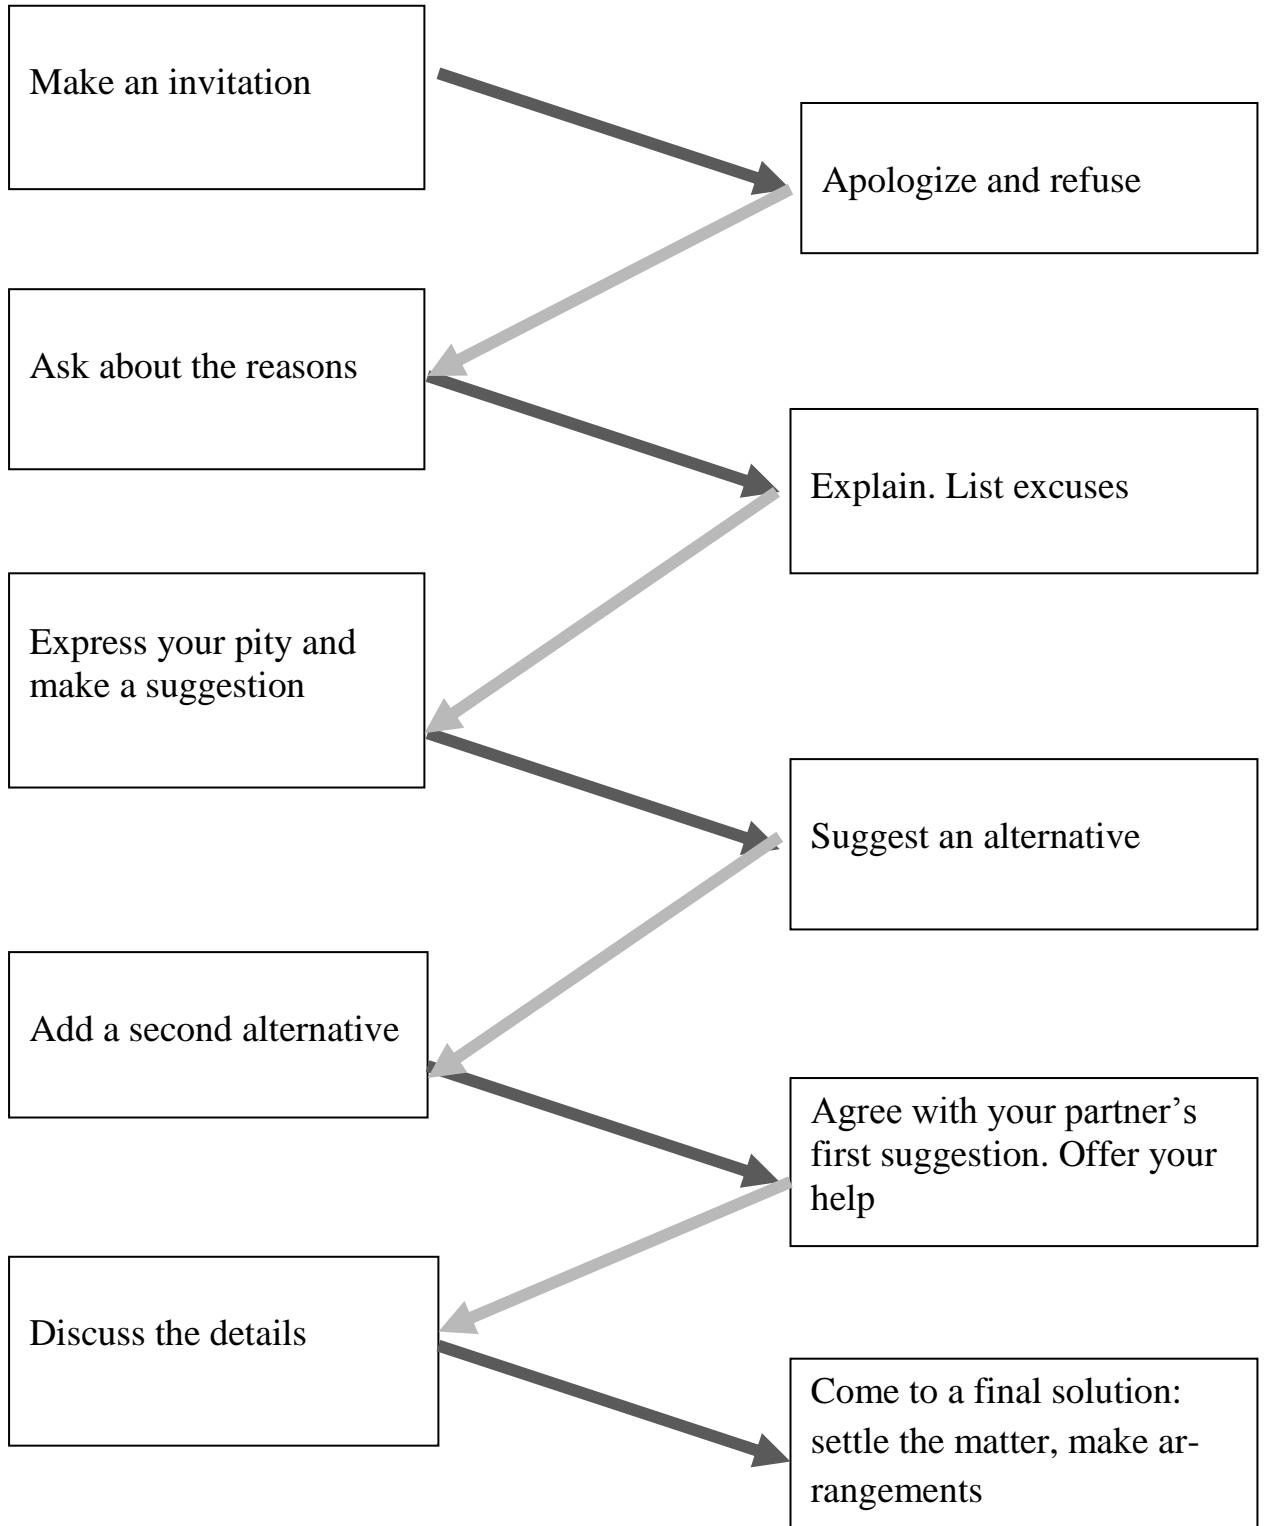 Make an invitation
Apologize and refuse
Ask about the reasons
Explain. List excuses
Express your pity and
make a suggestion
Suggest an alternative
Add a second alternative
Agree with your partner’s
first suggestion. Offer your
help
Discuss the details
Come to a final solution:
settle the matter, make ar-
rangements